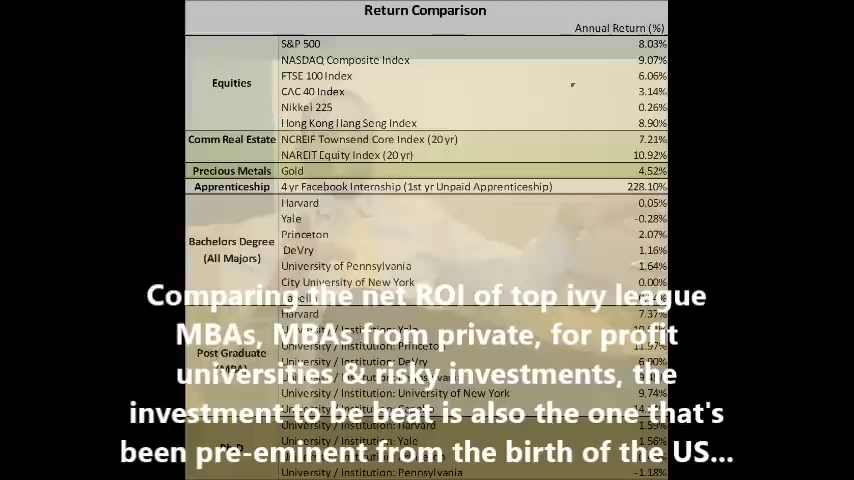 Return Comparison
Annual Return (%)
Equities
S&P 500 8.03%
NASDAQ Composite Index 9.07%
FTSE 100 Index 6.06%
CAC 40 Index 3.14%
Nikkei 225 0.26%
Hong Kong Hang Seng Index 8.90%
Comm Real Estate NCREIF Townsend Core Index (20 yr) 7.21%
NAREIT Equity Index (20 yr) 10.92%
Precious Metals Gold 4.52%
Apprenticeship 4 yr Facebook Internship (1st yr Unpaid Apprenticeship) 228.10%
Bachelors Degree
(All Majors)
Harvard 0.05%
Yale -0.28%
Princeton 2.07%
DeVry 1.16%
University of Pennsylvania 1.64%
City University of New York 0.00%
Post Graduate
Harvard 7.37%
University / Institution: Yale
University / Institution: Princeton
University / Institution: DeVry 6.90%
University / Institution: University of New York 9.74%
University / Institution: Harvard 1.59%
University / Institution: Yale 1.56%
University / Institution: Pennsylvania -1.18%
Comparing the net ROI of top ivy league
MBAs, MBAs from private, for profit
universities & risky investments, the
investment to be beat is also the one that's
been pre-eminent from the birth of the US...